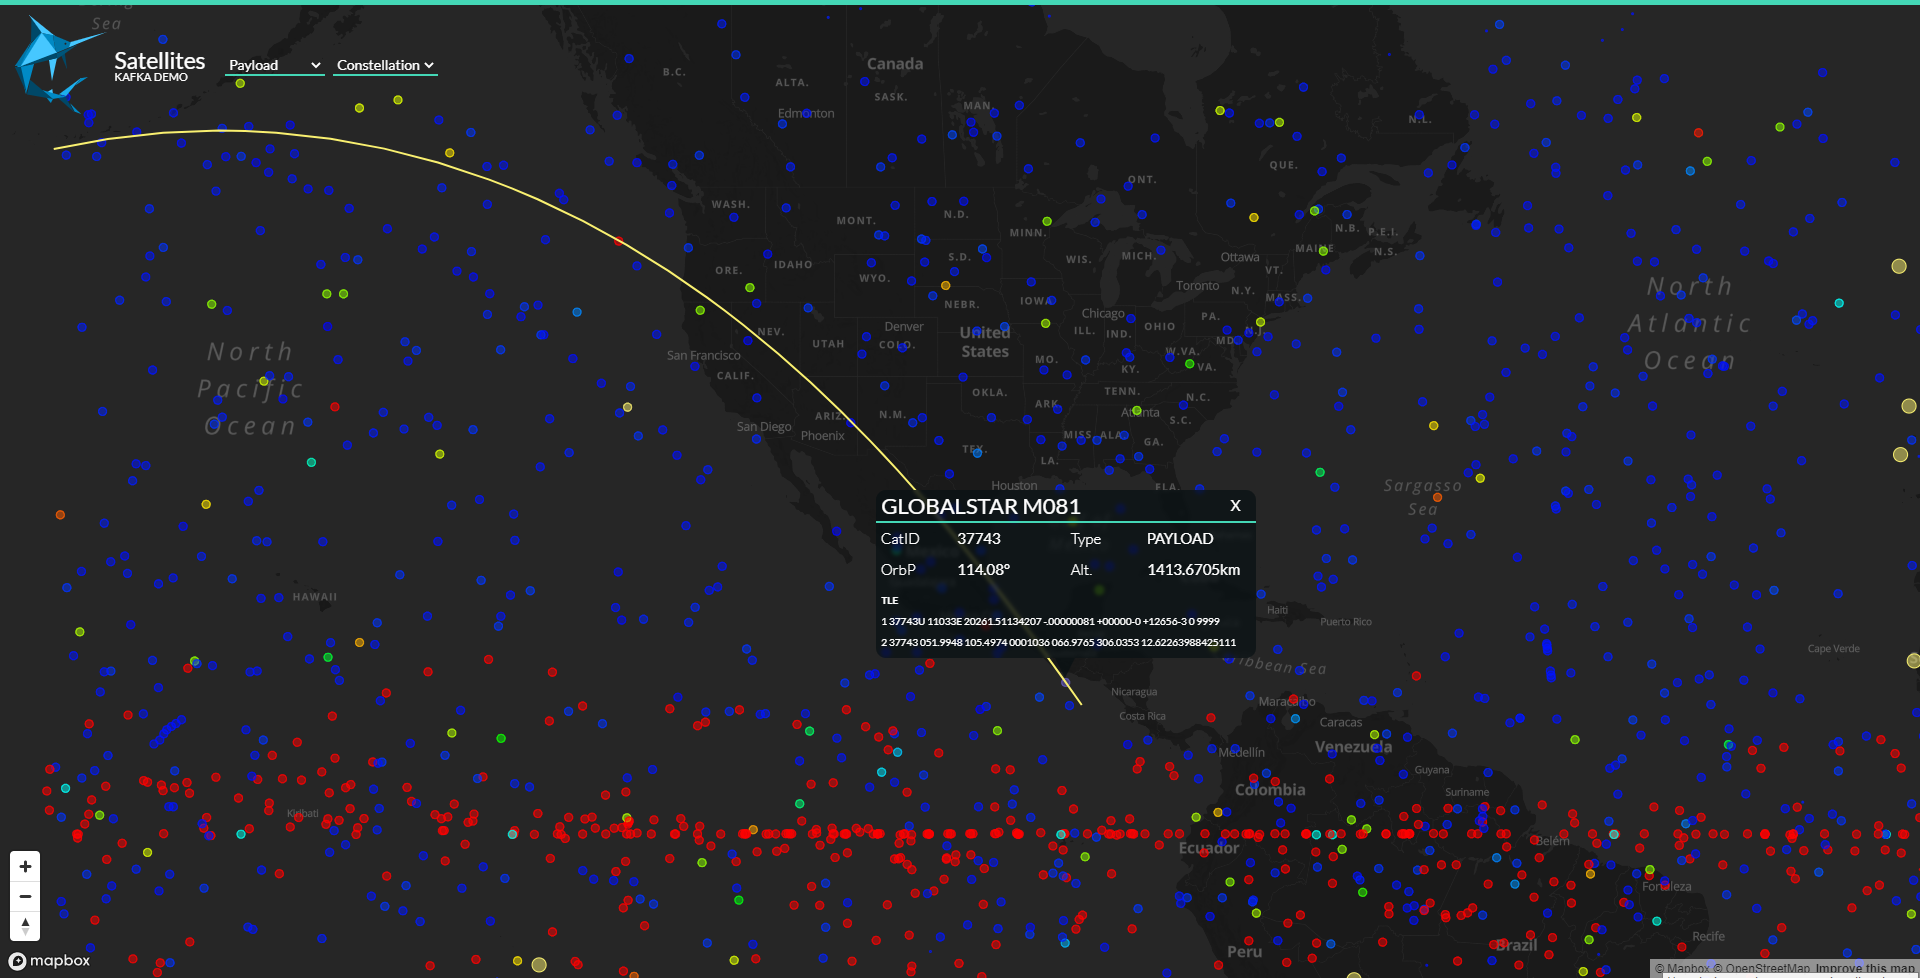 Sea
Satellites
KAFKA DEMO
Payload
Constellation
B.C.
ALTA.
Edmonton
Canada
SASK.
MAN.
N.L.
QUE.
ONT.
WASH.
MONT.
N.D.
MINN.
N.B.
P.E.I.
MAINE
N.S.
ORE.
IDAHO
WYO.
S.D.
WIS.
MICH.
Ottawa
VT.
Toronto
N.Y.
MASS.
NEBR.
IOWA
Chicago
ILL.
IND.
OHIO
PA.
N.J.
MD.
NEV.
UTAH
Denver
COLO.
United
States
San Francisco
CALIF.
MO.
KY.
W.VA.
VA.
North
Pacific
Ocean
North
Atlantic
Ocean
OKLA.
ARK.
TENN.
N.C.
Atlanta
S.C.
ARIZ.
N.M.
San Diego
Phoenix
TEX.
MISS.
ALA.
GA.
LA.
Houston
FLA.
Sargasso
Sea
GLOBALSTAR M081
X
CatID 37743 Type PAYLOAD
OrbP 114.08º Alt. 1413.6705km
TLE
1 37743U 11033E 20261.51134207 -.00000081 +00000-0 +12656-3 0 9999
2 37743 051.9948 105.4974 0001036 066.9765 306.0353 12.62263988425111
HAWAII
Haiti
Puerto Rico
Cape Verde
Sea
Nicaragua
Costa Rica
Maracaibo
Caracas
Medellín
Venezuela
Guyana
Suriname
Colombia
Kiribati
Ecuador
Belém
Fortaleza
Recife
Peru
Brazil
+
−
mapbox
© Mapbox © OpenStreetMap Improve this map